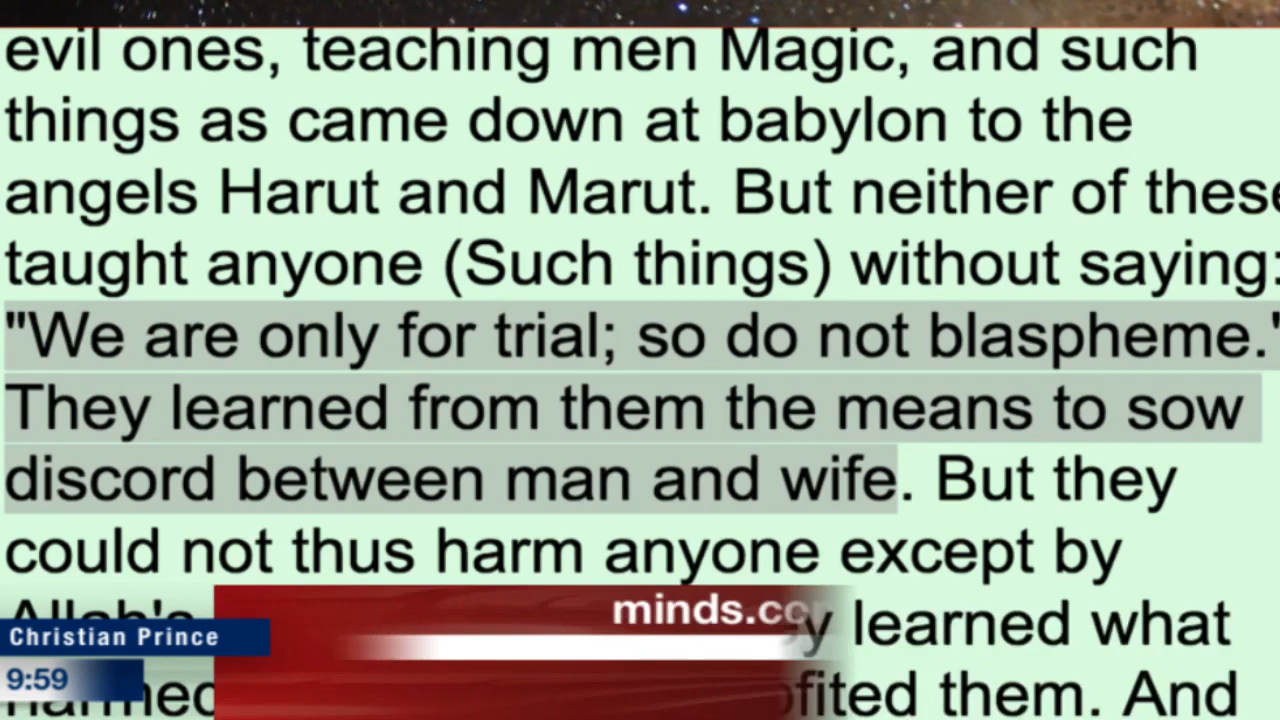 evil ones, teaching men Magic, and such
things as came down at babylon to the
angels Harut and Marut. But neither of these
taught anyone (Such things) without saying:
"We are only for trial; so do not blaspheme."
They learned from them the means to sow
discord between man and wife. But they
could not thus harm anyone except by
Allah's learned what
them. And
minds.co
Christian Prince
9:59